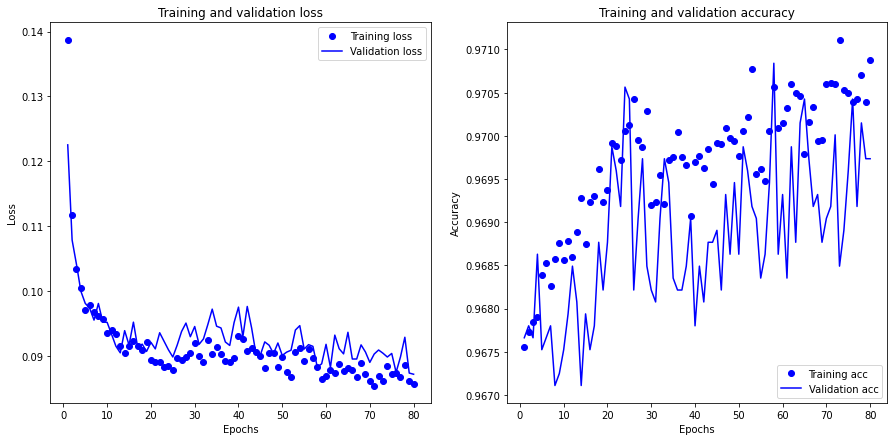 Training and validation loss
0.14
0.13
0.12
0.11
0.10
0.09
Loss
0 10 20 30 40 50 60 70 80
Epochs
Training loss
Validation loss
Training and validation accuracy
0.9710
0.9705
0.9700
0.9695
0.9690
0.9685
0.9680
0.9675
0.9670
Accuracy
0 10 20 30 40 50 60 70 80
Epochs
Training acc
Validation acc